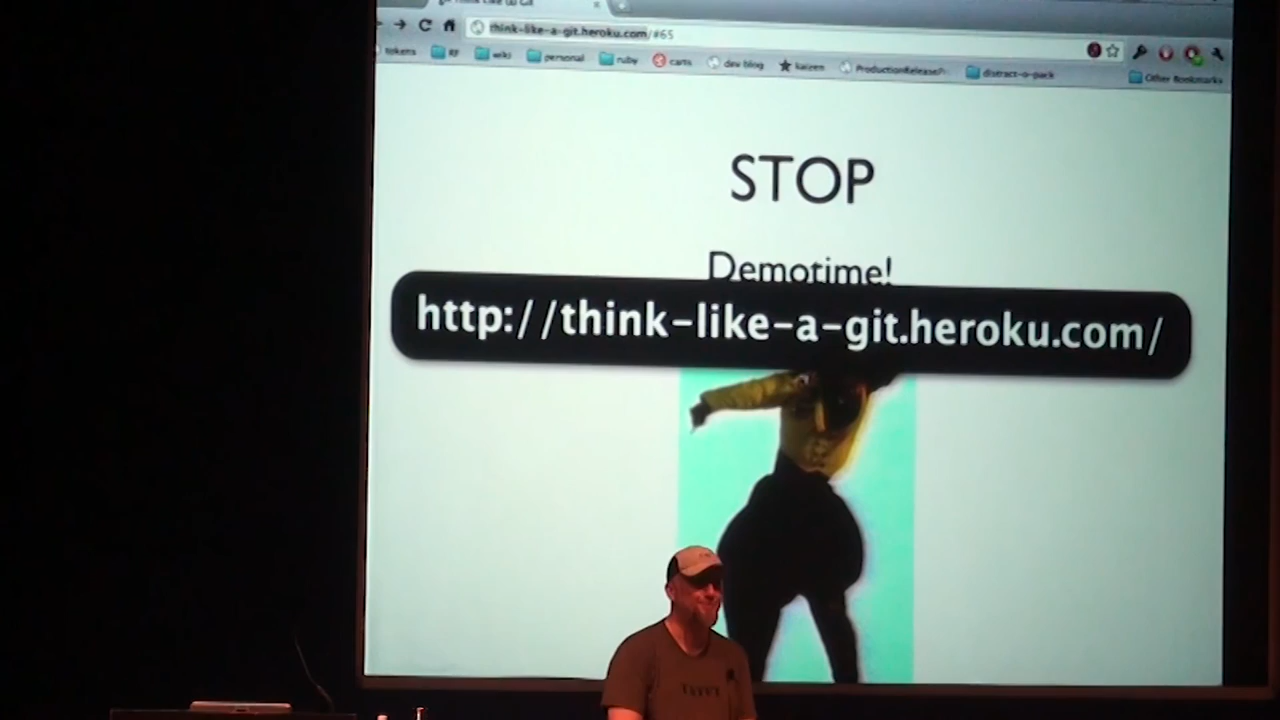 think-like-a-git.heroku.com/#65
tokens RF wiki personal ruby carts dev blog kaizen distract-o-pack Other Bookmarks
STOP
Demotime!
http://think-like-a-git.heroku.com/